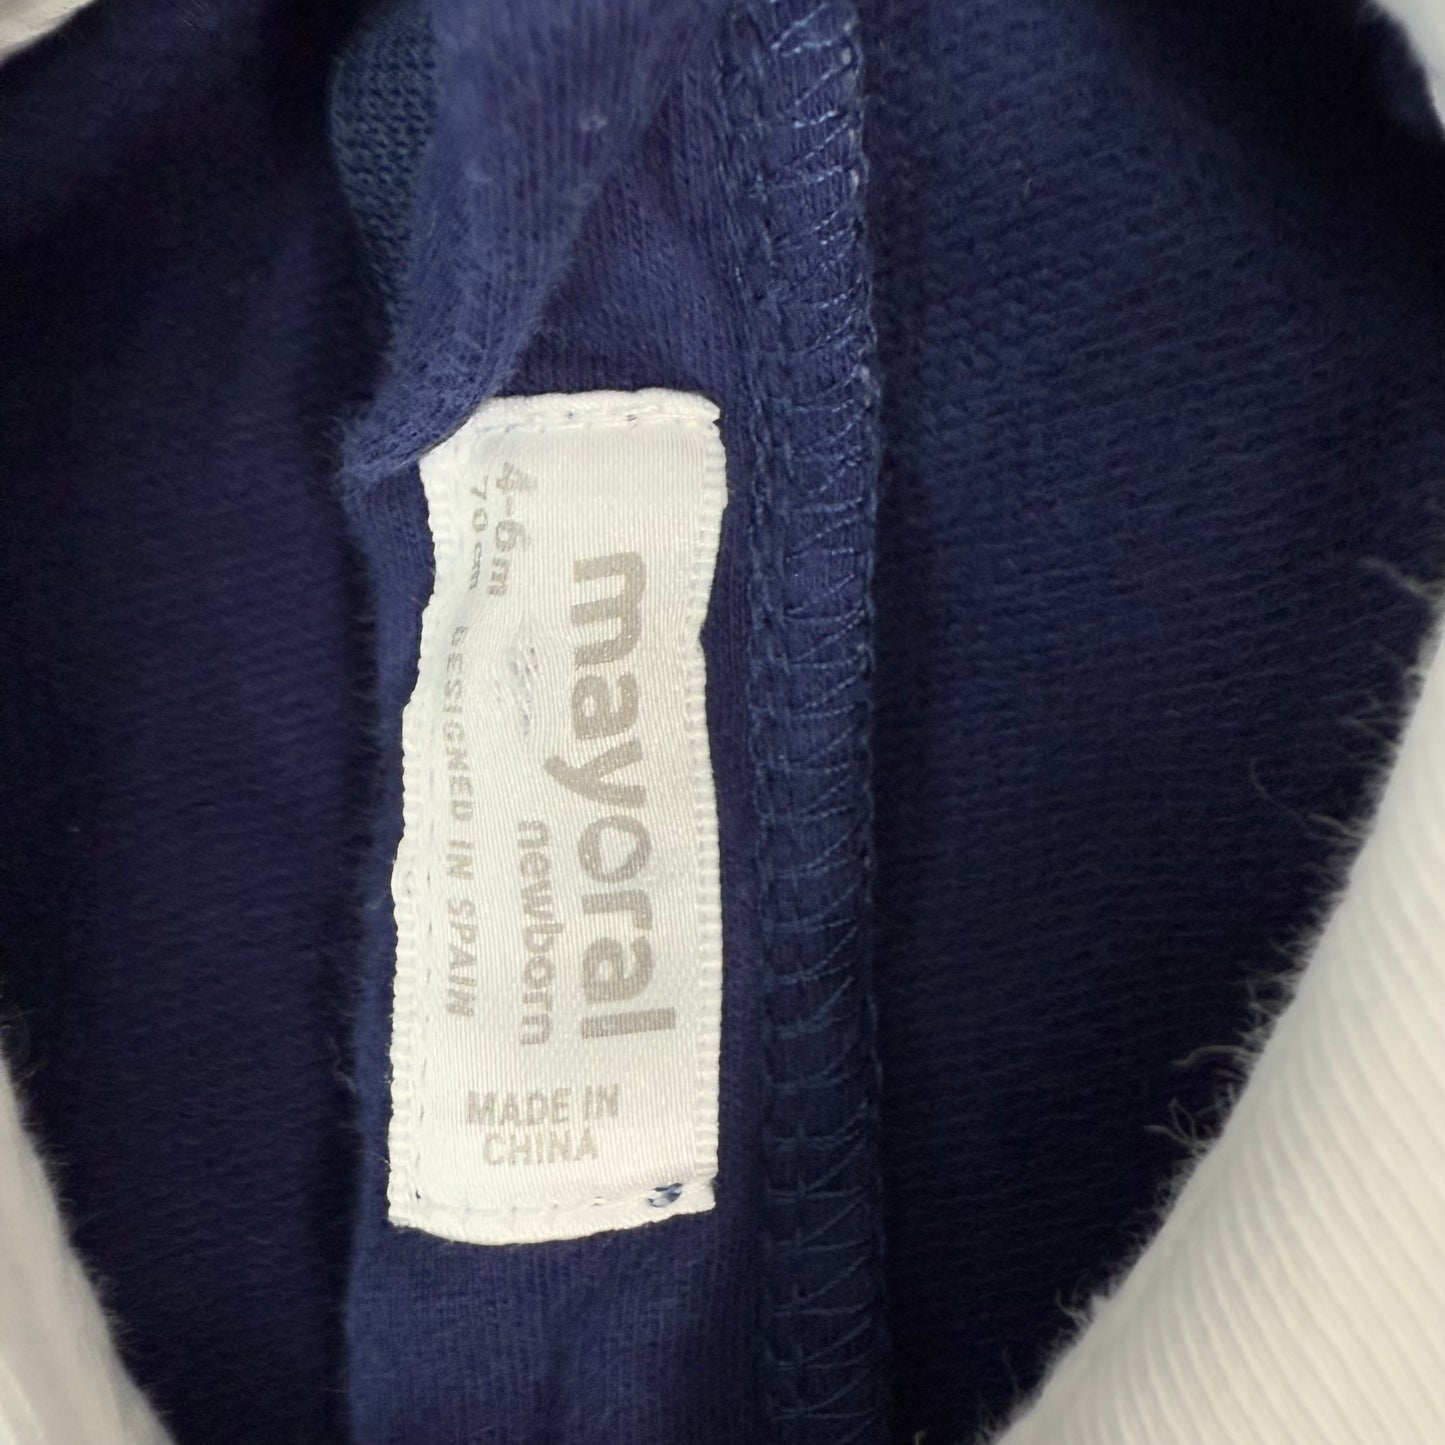 mayoral
newborn
4-6m
70cm
DESIGNED IN SPAIN
MADE IN
CHINA